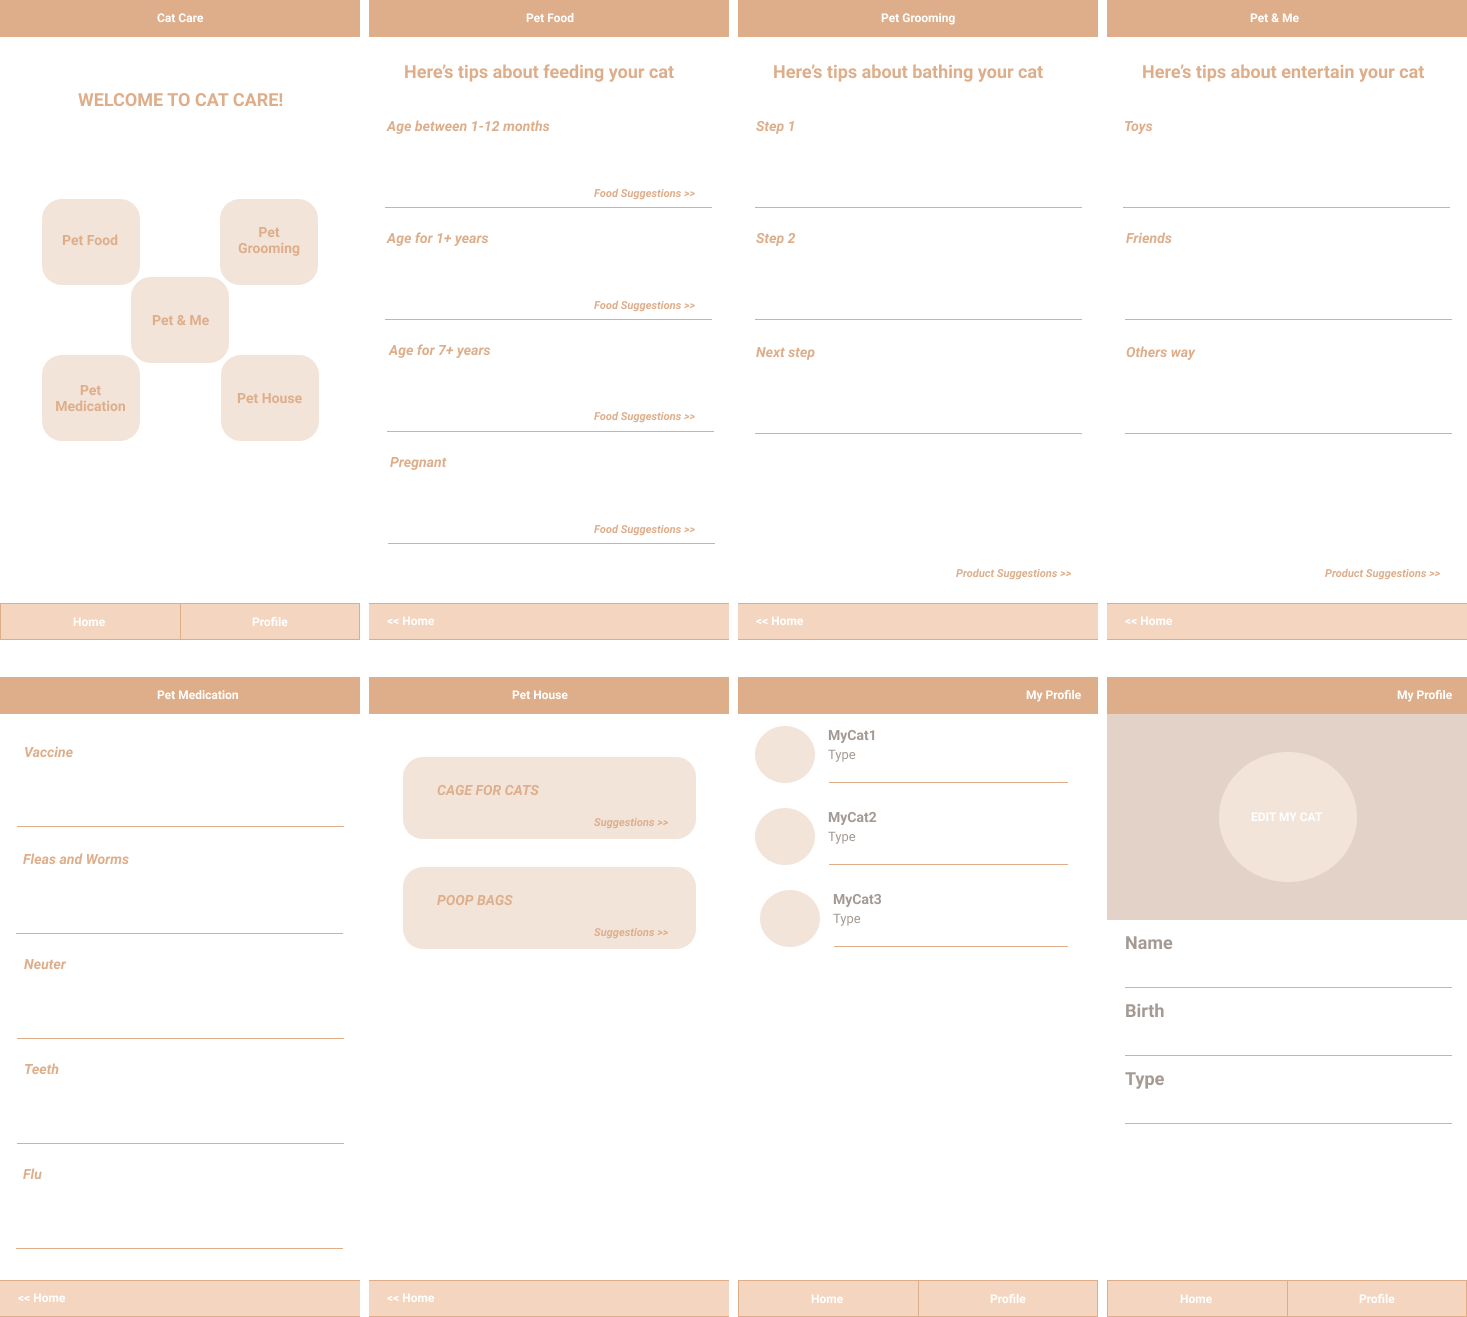 Cat Care
WELCOME TO CAT CARE!
Pet Food
Pet
Grooming
Pet & Me
Pet
Medication
Pet House
Home
Profile
Pet Food
Here's tips about feeding your cat
Age between 1-12 months
Food Suggestions >>
Age for 1+ years
Food Suggestions >>
Age for 7+ years
Food Suggestions >>
Pregnant
Food Suggestions >>
<< Home
Pet Grooming
Here's tips about bathing your cat
Step 1
Step 2
Next step
Product Suggestions >>
<< Home
Pet & Me
Here's tips about entertain your cat
Toys
Friends
Others way
Product Suggestions >>
<< Home
Pet Medication
Vaccine
Fleas and Worms
Neuter
Teeth
Flu
<< Home
Pet House
CAGE FOR CATS
Suggestions >>
POOP BAGS
Suggestions >>
<< Home
My Profile
MyCat1
Type
MyCat2
Type
MyCat3
Type
Home
Profile
My Profile
EDIT MY CAT
Name
Birth
Type
Home
Profile